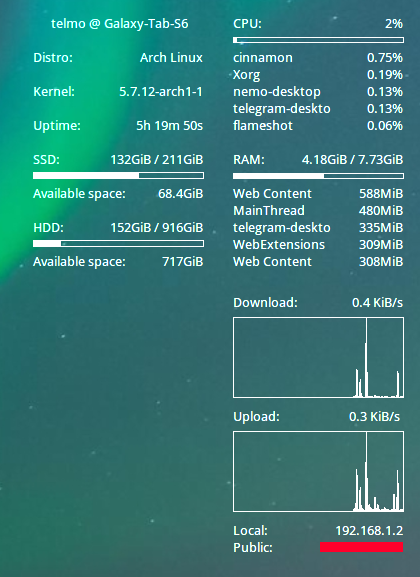 telmo @ Galaxy-Tab-S6
Distro: Arch Linux
Kernel: 5.7.12-arch1-1
Uptime: 5h 19m 50s
SSD: 132GiB / 211GiB
Available space: 68.4GiB
HDD: 152GiB / 916GiB
Available space: 717GiB
CPU: 2%
cinnamon 0.75%
Xorg 0.19%
nemo-desktop 0.13%
telegram-deskto 0.13%
flameshot 0.06%
RAM: 4.18GiB / 7.73GiB
Web Content 588MiB
MainThread 480MiB
telegram-deskto 335MiB
WebExtensions 309MiB
Web Content 308MiB
Download: 0.4 KiB/s
Upload: 0.3 KiB/s
Local: 192.168.1.2
Public: